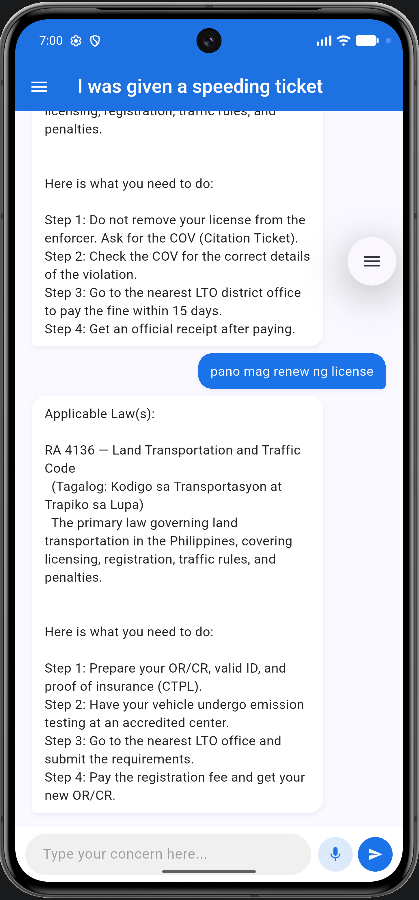 7:00
I was given a speeding ticket
licensing, registration, traffic rules, and
penalties.
Here is what you need to do:
Step 1: Do not remove your license from the
enforcer. Ask for the COV (Citation Ticket).
Step 2: Check the COV for the correct details
of the violation.
Step 3: Go to the nearest LTO district office
to pay the fine within 15 days.
Step 4: Get an official receipt after paying.
pano mag renew ng license
Applicable Law(s):
RA 4136 — Land Transportation and Traffic
Code
(Tagalog: Kodigo sa Transportasyon at
Trapiko sa Lupa)
The primary law governing land
transportation in the Philippines, covering
licensing, registration, traffic rules, and
penalties.
Here is what you need to do:
Step 1: Prepare your OR/CR, valid ID, and
proof of insurance (CTPL).
Step 2: Have your vehicle undergo emission
testing at an accredited center.
Step 3: Go to the nearest LTO office and
submit the requirements.
Step 4: Pay the registration fee and get your
new OR/CR.
Type your concern here...